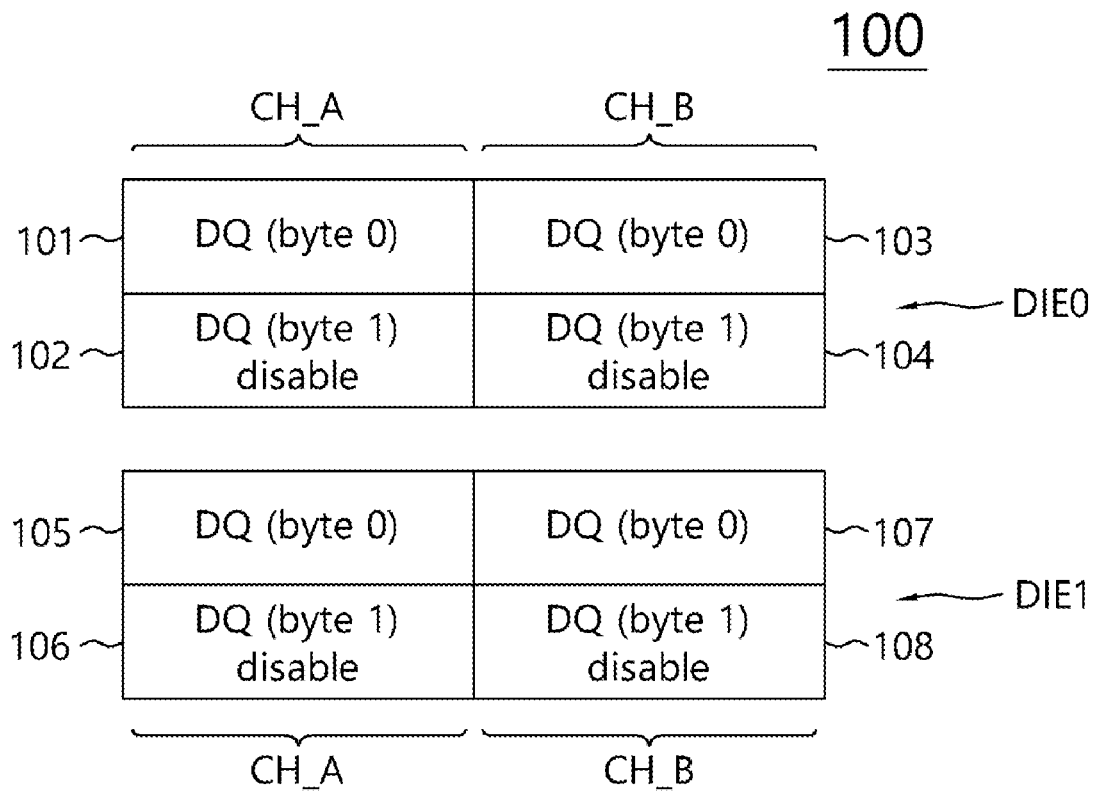 100
CH_A CH_B
101 DQ (byte 0) DQ (byte 0) 103
DIE0
102 DQ (byte 1) disable DQ (byte 1) disable 104
105 DQ (byte 0) DQ (byte 0) 107
DIE1
106 DQ (byte 1) disable DQ (byte 1) disable 108
CH_A CH_B